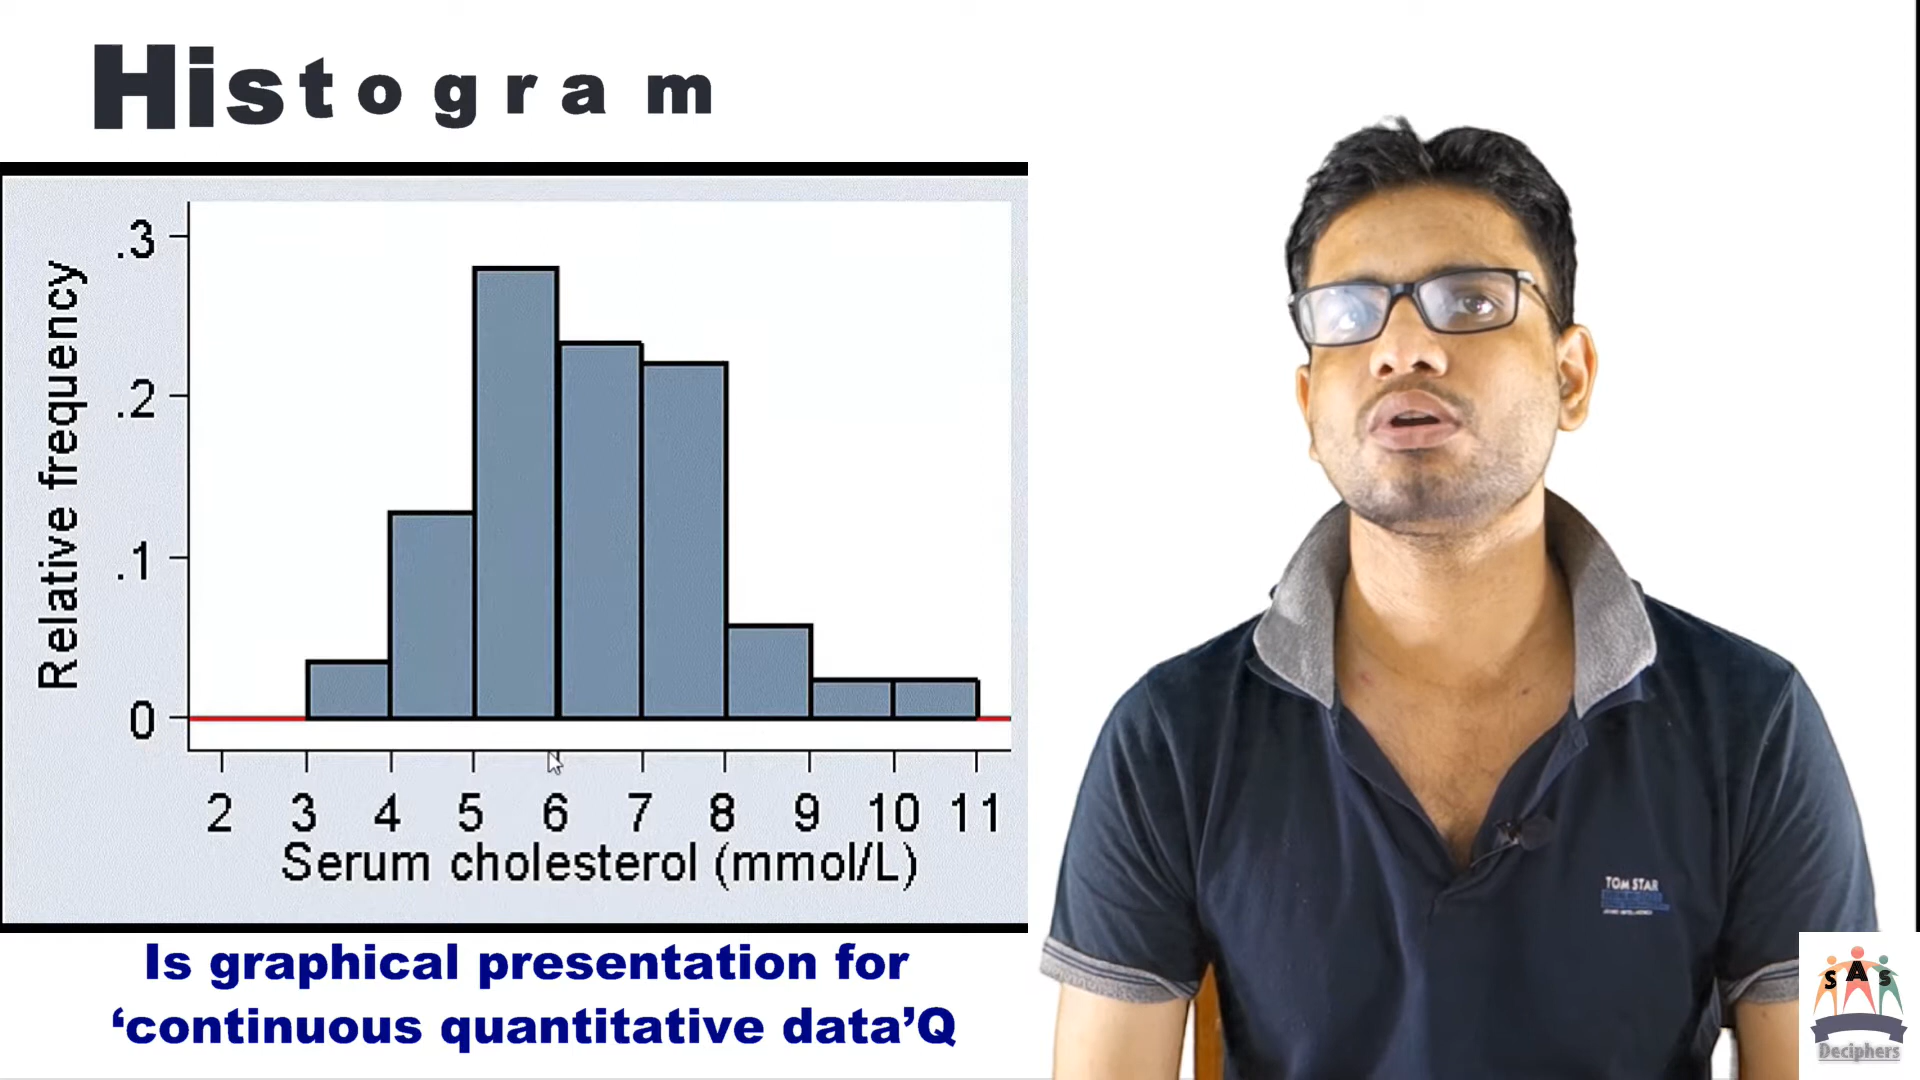 Histogram
.3
.2
.1
0
Relative frequency
2 3 4 5 6 7 8 9 10 11
Serum cholesterol (mmol/L)
Is graphical presentation for
‘continuous quantitative data’Q
TOM STAR
SAS
Deciphers